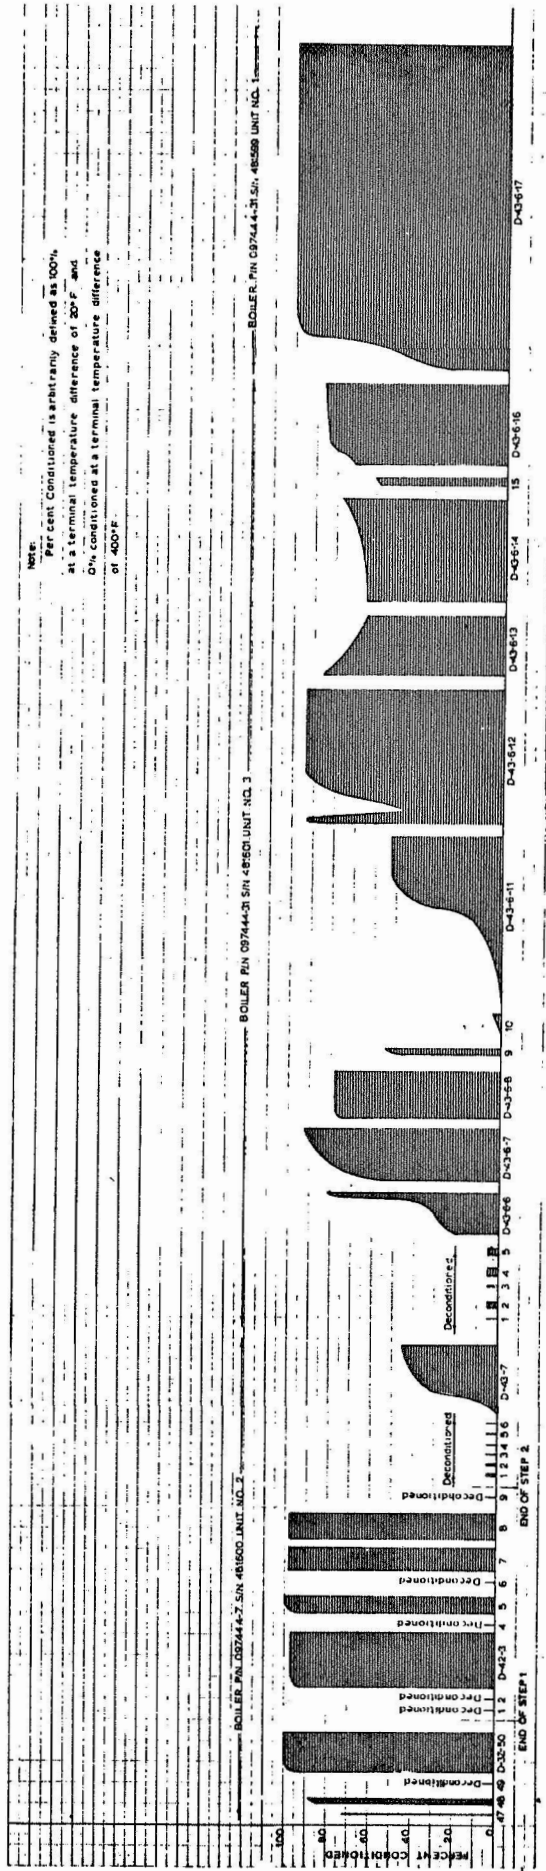 Note:
Per cent Conditioned is arbitrarily defined as 100%
at a terminal temperature difference of 20°F and
0% conditioned at a terminal temperature difference
of 400°F
BOILER P/N 097444-7 S/N 481600 UNIT NO. 2
BOILER P/N 097444-31 S/N 481601 UNIT NO. 3
BOILER P/N 097444-31 S/N 481599 UNIT NO. 1
PERCENT CONDITIONED
100
80
60
40
20
0
47 48 49 D-32-50
Deconditioned
END OF STEP 1
1 2 D-42-3 4 5 6 7 8 9
Deconditioned
Deconditioned
Deconditioned
Deconditioned
Deconditioned
END OF STEP 2
1 2 3 4 5 6 D-43-7
Deconditioned
1 2 3 4 5 D-43-6-6 D-43-6-7 D-43-6-8 9 10 D-43-6-11 D-43-6-12 D-43-6-13 D-43-6-14 15 D-43-6-16 D-43-6-17
Deconditioned